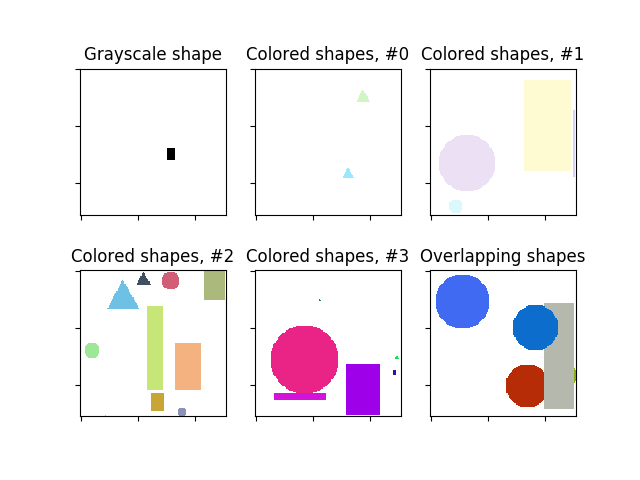 Grayscale shape
Colored shapes, #0
Colored shapes, #1
Colored shapes, #2
Colored shapes, #3
Overlapping shapes